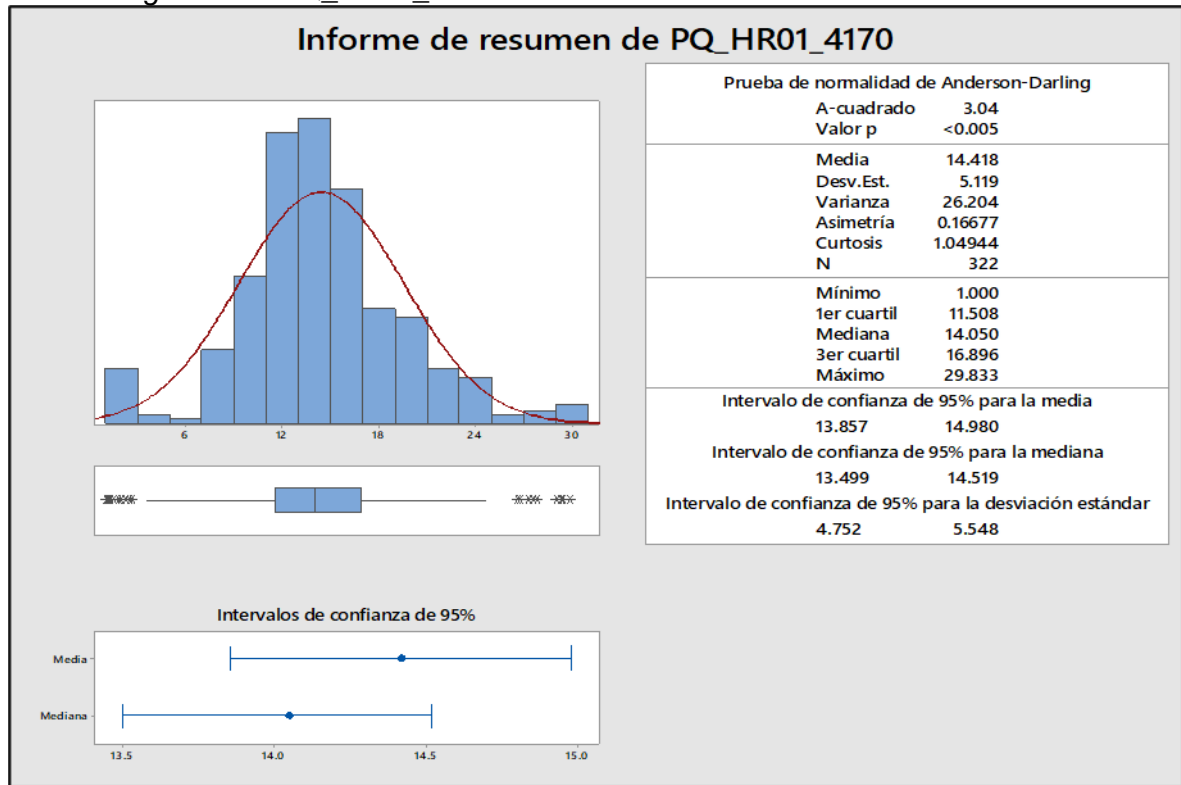 Informe de resumen de PQ_HR01_4170
6 12 18 24 30
Intervalos de confianza de 95%
Media
Mediana
13.5 14.0 14.5 15.0
Prueba de normalidad de Anderson-Darling
A-cuadrado 3.04
Valor p <0.005
Media 14.418
Desv.Est. 5.119
Varianza 26.204
Asimetría 0.16677
Curtosis 1.04944
N 322
Mínimo 1.000
1er cuartil 11.508
Mediana 14.050
3er cuartil 16.896
Máximo 29.833
Intervalo de confianza de 95% para la media
13.857 14.980
Intervalo de confianza de 95% para la mediana
13.499 14.519
Intervalo de confianza de 95% para la desviación estándar
4.752 5.548